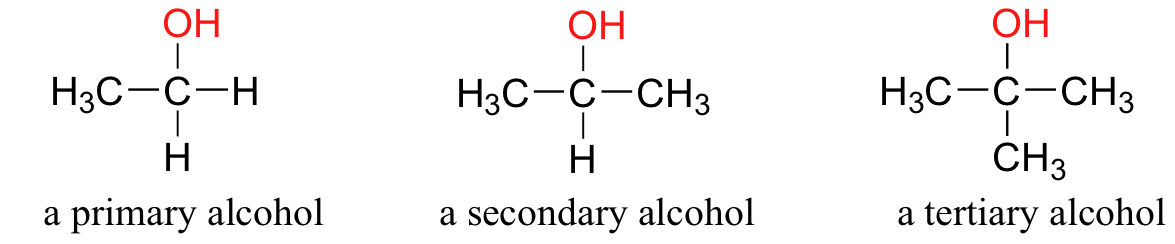 OH OH OH
H₃C C H H₃C C CH₃ H₃C C CH₃
H H CH₃
a primary alcohol a secondary alcohol a tertiary alcohol